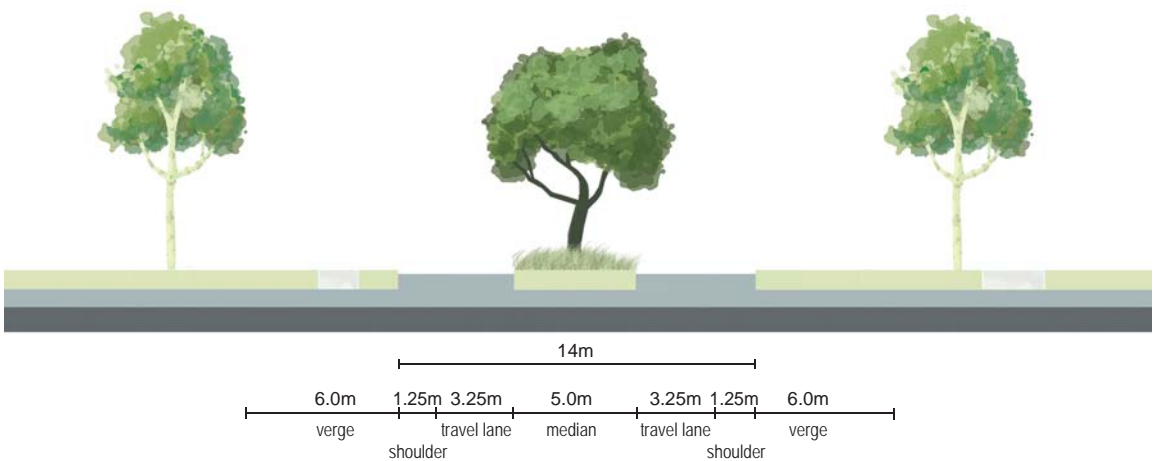 14m
6.0m 1.25m 3.25m 5.0m 3.25m 1.25m 6.0m
verge travel lane median travel lane verge
shoulder shoulder